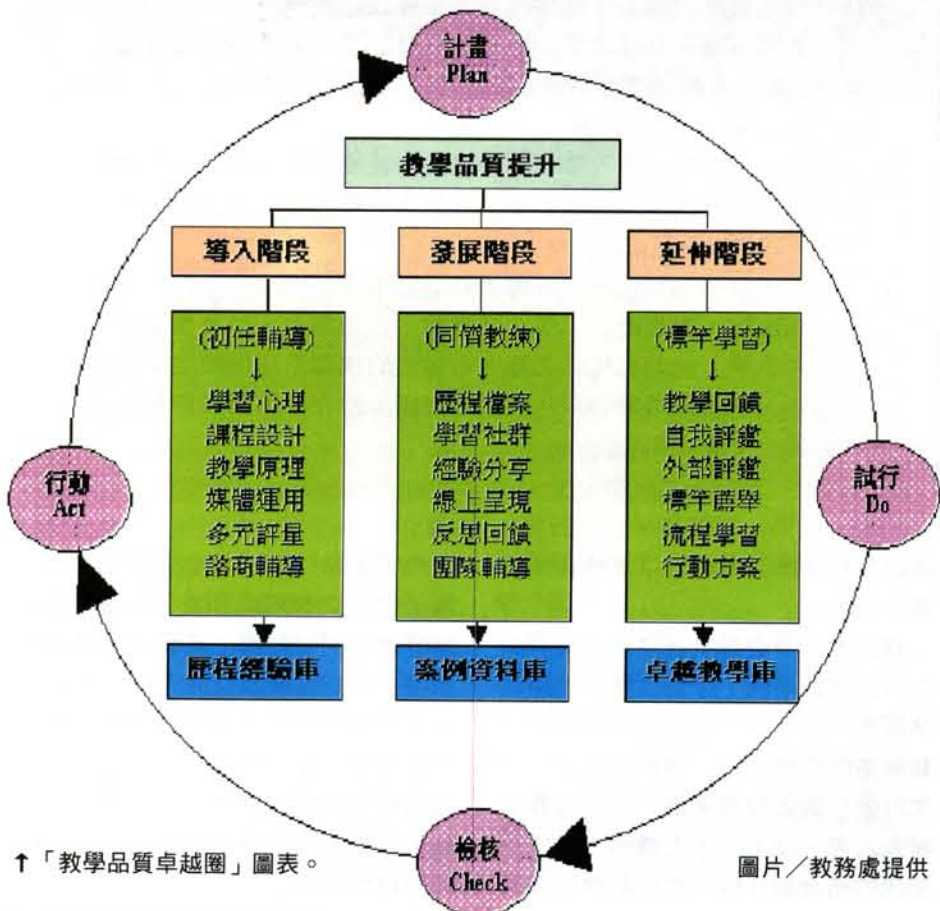 計畫
Plan
教學品質提升
導入階段
發展階段
延伸階段
(初任輔導)
↓
學習心理
課程設計
教學原理
媒體運用
多元評量
諮商輔導
(同儕教練)
↓
歷程檔案
學習社群
經驗分享
線上呈現
反思回饋
團隊輔導
(標竿學習)
↓
教學回饋
自我評鑑
外部評鑑
標竿薦舉
流程學習
行動方案
行動
Act
試行
Do
歷程經驗庫
案例資料庫
卓越教學庫
檢核
Check
↑「教學品質卓越圈」圖表。
圖片／教務處提供